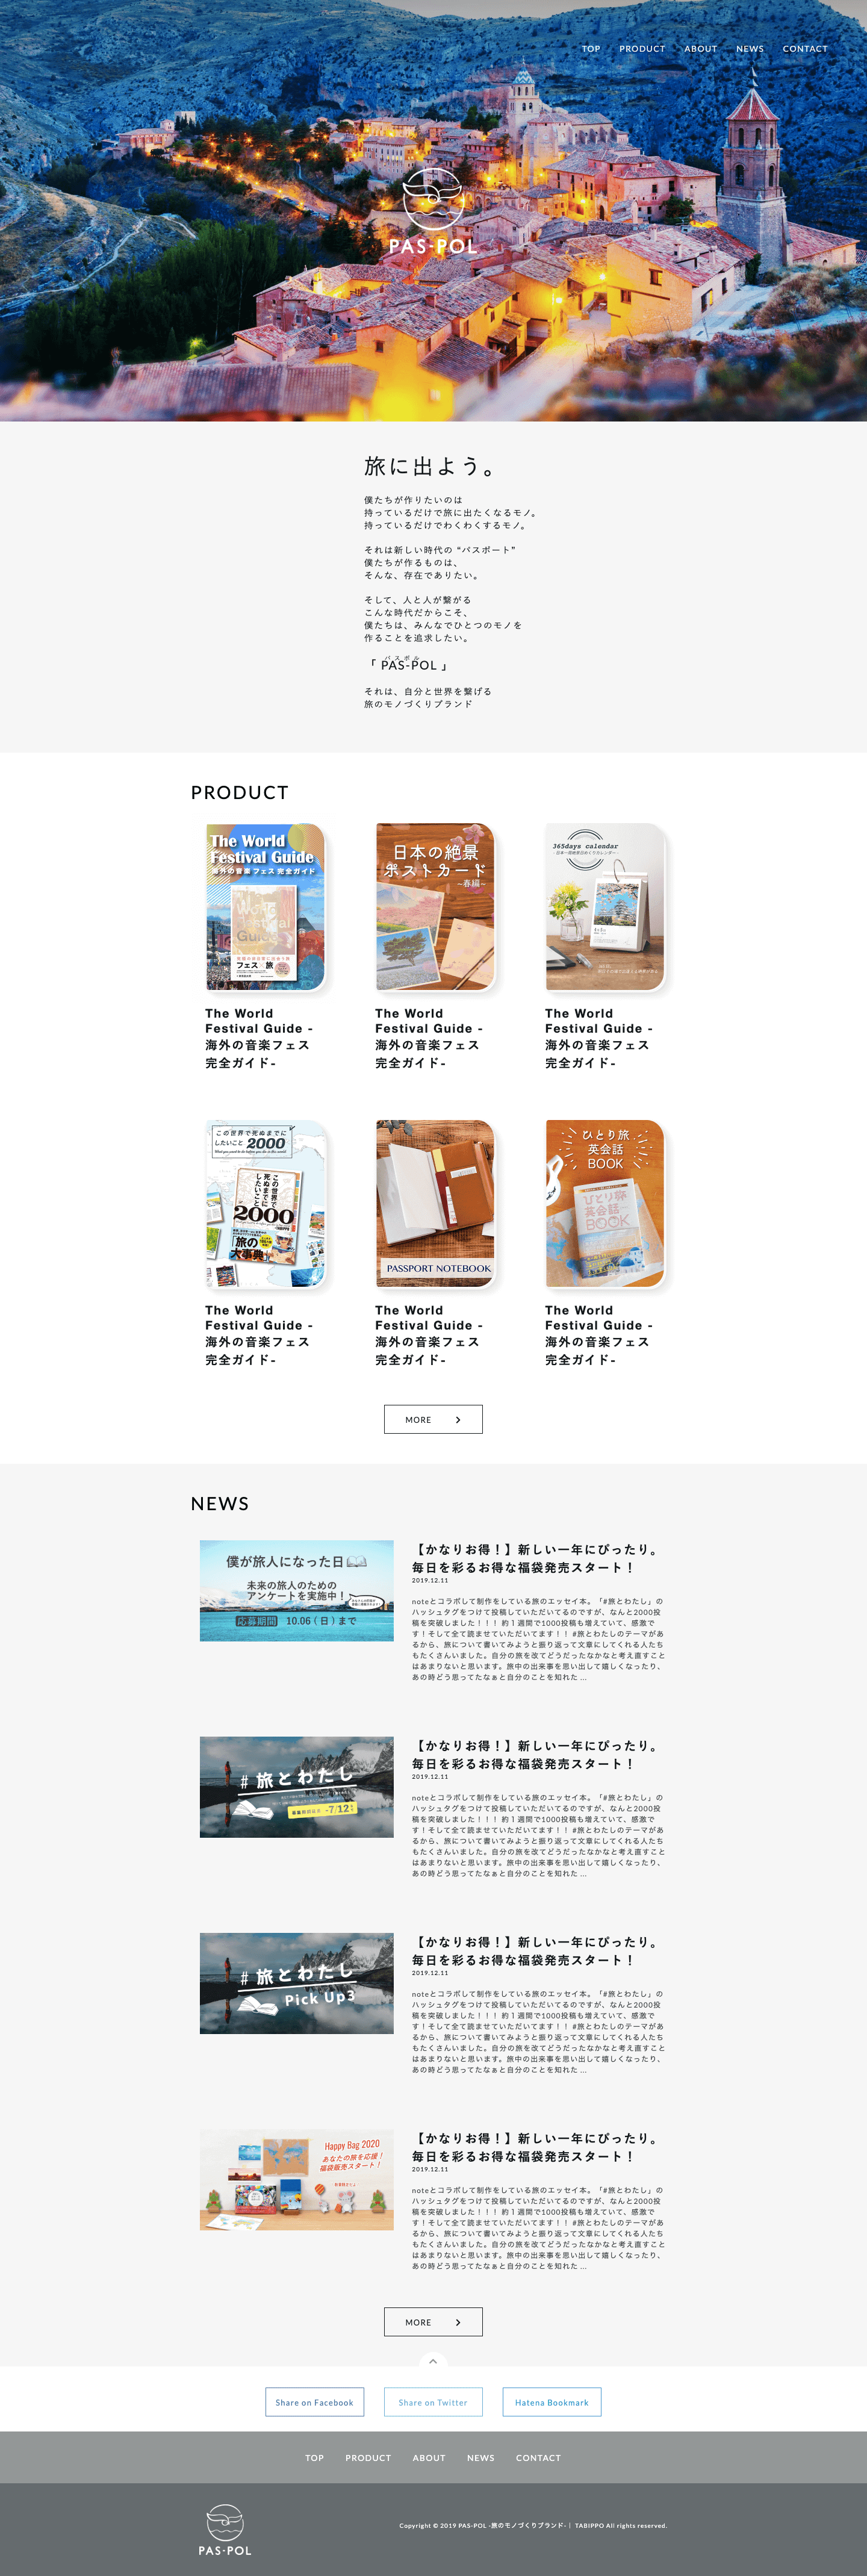 TOP PRODUCT ABOUT NEWS CONTACT
PAS-POL
旅に出よう。
僕たちが作りたいのは
持っているだけで旅に出たくなるモノ。
持っているだけでわくわくするモノ。
それは新しい時代の “パスポート”
僕たちが作るものは、
そんな、存在でありたい。
そして、人と人が繋がる
こんな時代だからこそ、
僕たちは、みんなでひとつのモノを
作ることを追求したい。
パスポル
「 PAS-POL 」
それは、自分と世界を繋げる
旅のモノづくりブランド
PRODUCT
The World
Festival Guide
海外の音楽フェス完全ガイド
World
Festival
Guide
フェス×旅
日本の絶景
ポストカード
~春編~
365days calendar
The World
Festival Guide -
海外の音楽フェス
完全ガイド-
The World
Festival Guide -
海外の音楽フェス
完全ガイド-
The World
Festival Guide -
海外の音楽フェス
完全ガイド-
この世界で死ぬまでに
したいこと 2000
この世界で
死ぬまでに
したいこと
2000
旅の
大事典
PASSPORT NOTEBOOK
ひとり旅
英会話
BOOK
ひとり旅
英会話
BOOK
The World
Festival Guide -
海外の音楽フェス
完全ガイド-
The World
Festival Guide -
海外の音楽フェス
完全ガイド-
The World
Festival Guide -
海外の音楽フェス
完全ガイド-
MORE
NEWS
僕が旅人になった日
未来の旅人のための
アンケートを実施中！
応募期間 10.06 ( 日 ) まで
【かなりお得！】新しい一年にぴったり。
毎日を彩るお得な福袋発売スタート！
2019.12.11
noteとコラボして制作をしている旅のエッセイ本。「#旅とわたし」の
ハッシュタグをつけて投稿していただいてるのですが、なんと2000投
稿を突破しました！！！ 約１週間で1000投稿も増えていて、感激で
す！そして全て読ませていただいてます！！ #旅とわたしのテーマがあ
るから、旅について書いてみようと振り返って文章にしてくれる人たち
もたくさんいました。自分の旅を改てどうだったなかなと考え直すこと
はあまりないと思います。旅中の出来事を思い出して嬉しくなったり、
あの時どう思ってたなぁと自分のことを知れた ...
# 旅とわたし
募集期間延長 ~7/12
【かなりお得！】新しい一年にぴったり。
毎日を彩るお得な福袋発売スタート！
2019.12.11
noteとコラボして制作をしている旅のエッセイ本。「#旅とわたし」の
ハッシュタグをつけて投稿していただいてるのですが、なんと2000投
稿を突破しました！！！ 約１週間で1000投稿も増えていて、感激で
す！そして全て読ませていただいてます！！ #旅とわたしのテーマがあ
るから、旅について書いてみようと振り返って文章にしてくれる人たち
もたくさんいました。自分の旅を改てどうだったなかなと考え直すこと
はあまりないと思います。旅中の出来事を思い出して嬉しくなったり、
あの時どう思ってたなぁと自分のことを知れた ...
# 旅とわたし
Pick Up3
【かなりお得！】新しい一年にぴったり。
毎日を彩るお得な福袋発売スタート！
2019.12.11
noteとコラボして制作をしている旅のエッセイ本。「#旅とわたし」の
ハッシュタグをつけて投稿していただいてるのですが、なんと2000投
稿を突破しました！！！ 約１週間で1000投稿も増えていて、感激で
す！そして全て読ませていただいてます！！ #旅とわたしのテーマがあ
るから、旅について書いてみようと振り返って文章にしてくれる人たち
もたくさんいました。自分の旅を改てどうだったなかなと考え直すこと
はあまりないと思います。旅中の出来事を思い出して嬉しくなったり、
あの時どう思ってたなぁと自分のことを知れた ...
Happy Bag 2020
あなたの旅を応援！
福袋販売スタート！
【かなりお得！】新しい一年にぴったり。
毎日を彩るお得な福袋発売スタート！
2019.12.11
noteとコラボして制作をしている旅のエッセイ本。「#旅とわたし」の
ハッシュタグをつけて投稿していただいてるのですが、なんと2000投
稿を突破しました！！！ 約１週間で1000投稿も増えていて、感激で
す！そして全て読ませていただいてます！！ #旅とわたしのテーマがあ
るから、旅について書いてみようと振り返って文章にしてくれる人たち
もたくさんいました。自分の旅を改てどうだったなかなと考え直すこと
はあまりないと思います。旅中の出来事を思い出して嬉しくなったり、
あの時どう思ってたなぁと自分のことを知れた ...
MORE
Share on Facebook Share on Twitter Hatena Bookmark
TOP PRODUCT ABOUT NEWS CONTACT
PAS-POL
Copyright © 2019 PAS-POL -旅のモノづくりブランド-｜ TABIPPO All rights reserved.